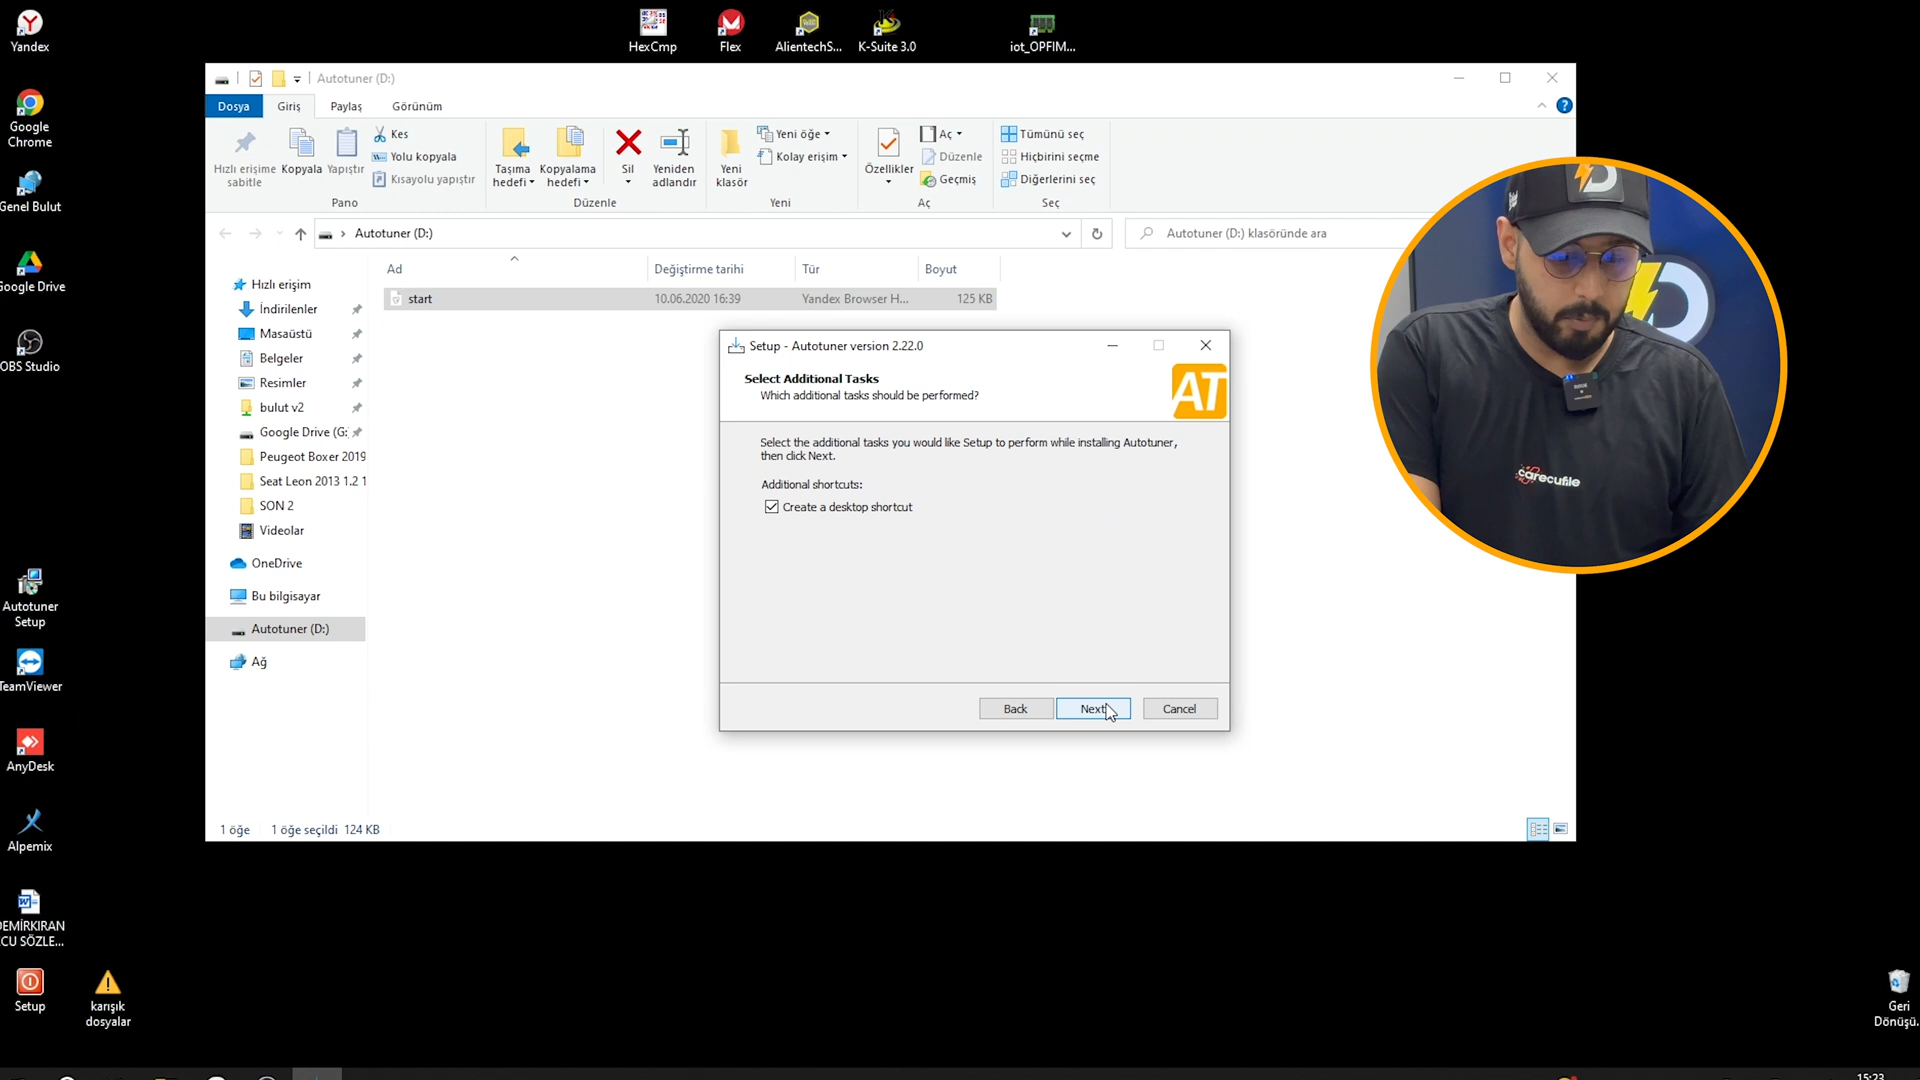 Yandex
HexCmp
Flex
AlientechS...
K-Suite 3.0
iot_OPFIM...
Google
Chrome
Genel Bulut
Google Drive
OBS Studio
Autotuner
Setup
TeamViewer
AnyDesk
Alpemix
DEMİRKIRAN
CU SÖZLE...
Setup
karışık
dosyalar
Geri
Dönüşü...
Autotuner (D:)
Dosya
Giriş
Paylaş
Görünüm
Hızlı erişime
sabitle
Kopyala
Yapıştır
Kes
Yolu kopyala
Kısayolu yapıştır
Pano
Taşıma
hedefi
Kopyalama
hedefi
Sil
Yeniden
adlandır
Düzenle
Yeni
klasör
Yeni öğe
Kolay erişim
Yeni
Özellikler
Aç
Düzenle
Geçmiş
Aç
Tümünü seç
Hiçbirini seçme
Diğerlerini seç
Seç
Autotuner (D:)
Autotuner (D:) klasöründe ara
Ad
Değiştirme tarihi
Tür
Boyut
start
10.06.2020 16:39
Yandex Browser H...
125 KB
Hızlı erişim
İndirilenler
Masaüstü
Belgeler
Resimler
bulut v2
Google Drive (G:
Peugeot Boxer 2019
Seat Leon 2013 1.2 1
SON 2
Videolar
OneDrive
Bu bilgisayar
Autotuner (D:)
Ağ
1 öğe
1 öğe seçildi 124 KB
Setup - Autotuner version 2.22.0
Select Additional Tasks
Which additional tasks should be performed?
AT
Select the additional tasks you would like Setup to perform while installing Autotuner,
then click Next.
Additional shortcuts:
Create a desktop shortcut
Back
Next
Cancel
carecufile
15:23